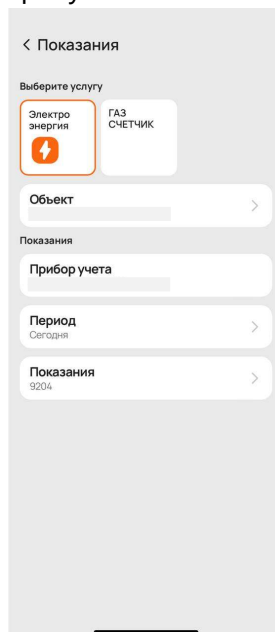 < Показания
Выберите услугу
Электро
энергия
ГАЗ
СЧЕТЧИК
Объект
Показания
Прибор учета
Период
Сегодня
Показания
9204